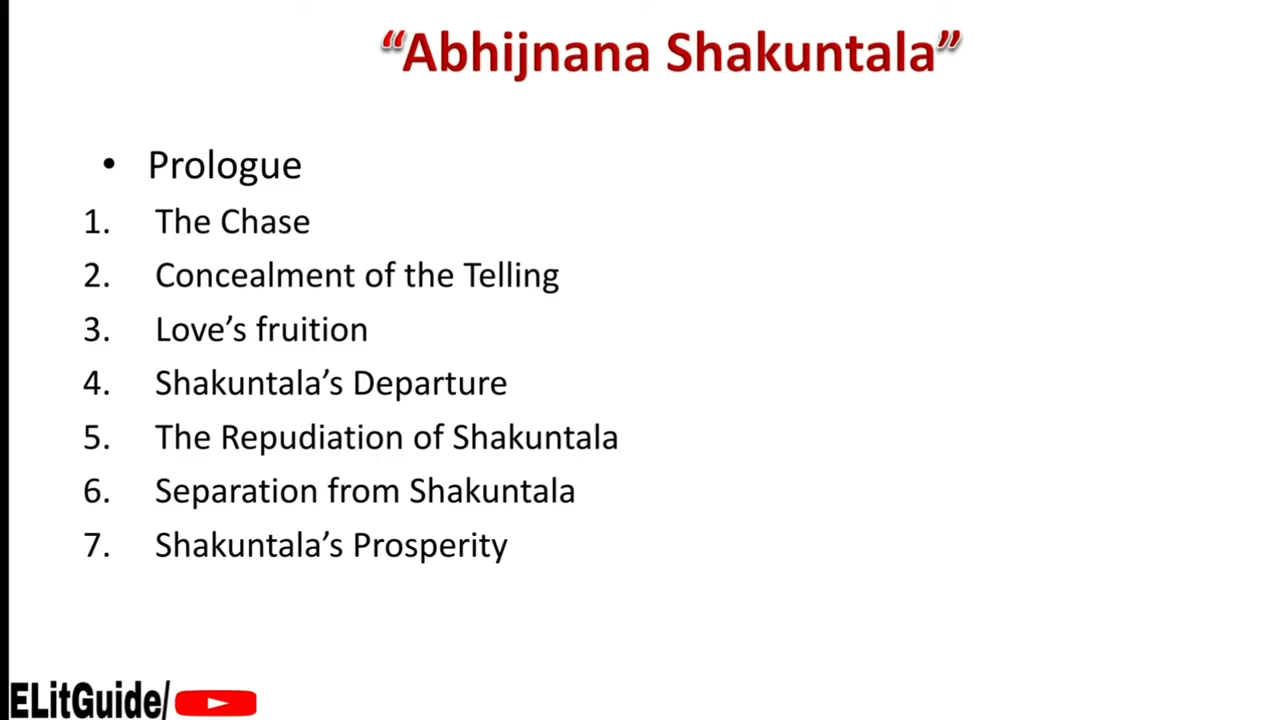 “Abhijnana Shakuntala”
• Prologue
1. The Chase
2. Concealment of the Telling
3. Love’s fruition
4. Shakuntala’s Departure
5. The Repudiation of Shakuntala
6. Separation from Shakuntala
7. Shakuntala’s Prosperity
ELitGuide/